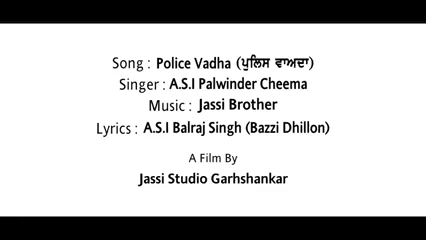 Song : Police Vadha (ਪੁਲਿਸ ਵਾਅਦਾ)
Singer : A.S.I Palwinder Cheema
Music : Jassi Brother
Lyrics : A.S.I Balraj Singh (Bazzi Dhillon)
A Film By
Jassi Studio Garhshankar